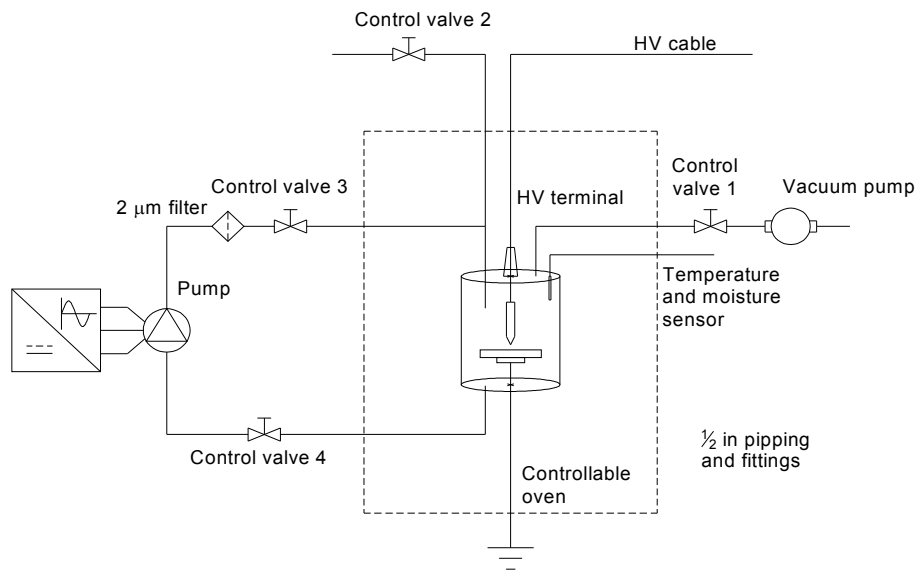 Control valve 2
HV cable
Control valve 3
2 μm filter
HV terminal
Control
valve 1
Vacuum pump
Pump
Temperature
and moisture
sensor
Control valve 4
½ in pipping
and fittings
Controllable
oven